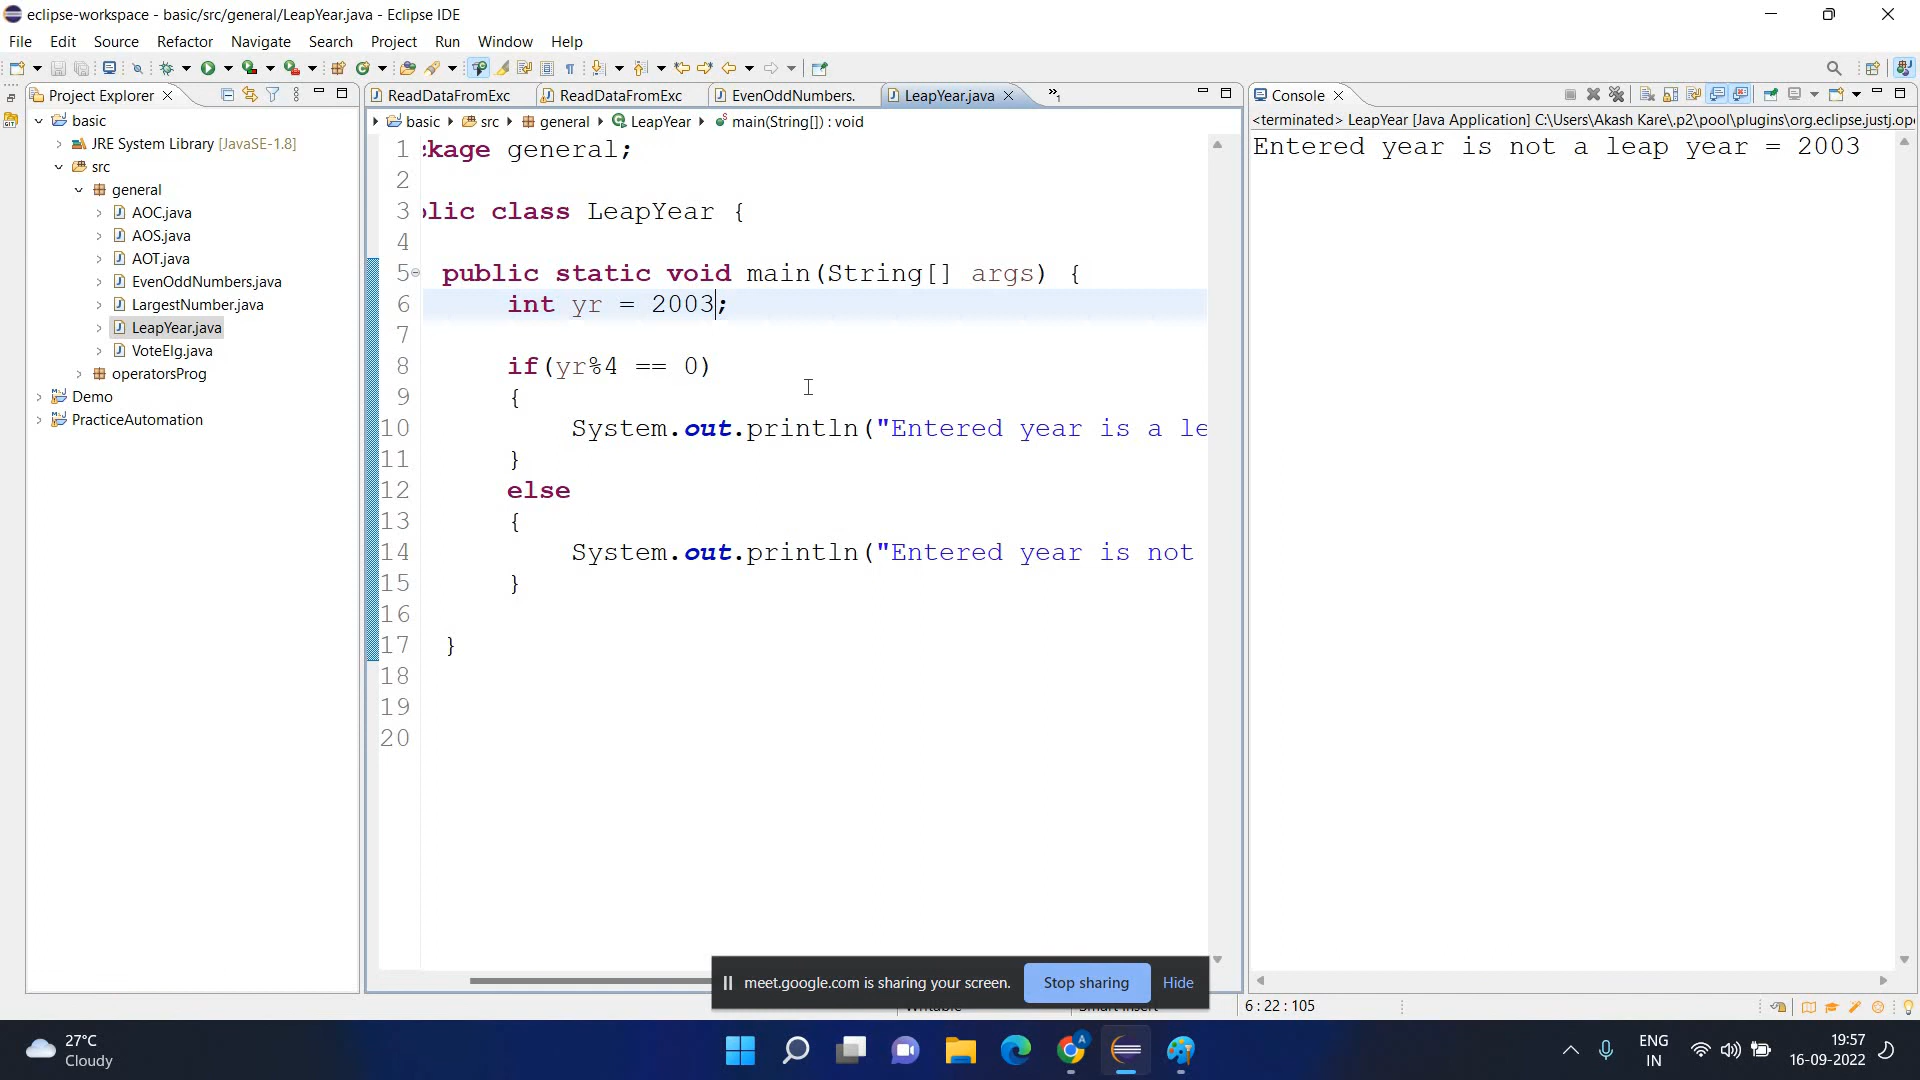 eclipse-workspace - basic/src/general/LeapYear.java - Eclipse IDE
File Edit Source Refactor Navigate Search Project Run Window Help
Project Explorer
ReadDataFromExc
ReadDataFromExc
EvenOddNumbers.
LeapYear.java
»1
Console
basic src general LeapYear main(String[]) : void
<terminated> LeapYear [Java Application] C:\Users\Akash Kare\.p2\pool\plugins\org.eclipse.justj.ope
basic
JRE System Library [JavaSE-1.8]
src
general
AOC.java
AOS.java
AOT.java
EvenOddNumbers.java
LargestNumber.java
LeapYear.java
VoteElg.java
operatorsProg
Demo
PracticeAutomation
1 kage general;
2
3 lic class LeapYear {
4
5 public static void main(String[] args) {
6 int yr = 2003;
7
8 if(yr%4 == 0)
9 {
10 System.out.println("Entered year is a le
11 }
12 else
13 {
14 System.out.println("Entered year is not
15 }
16
17 }
18
19
20
Entered year is not a leap year = 2003
meet.google.com is sharing your screen. Stop sharing Hide
6 : 22 : 105
27°C
Cloudy
ENG
IN
19:57
16-09-2022